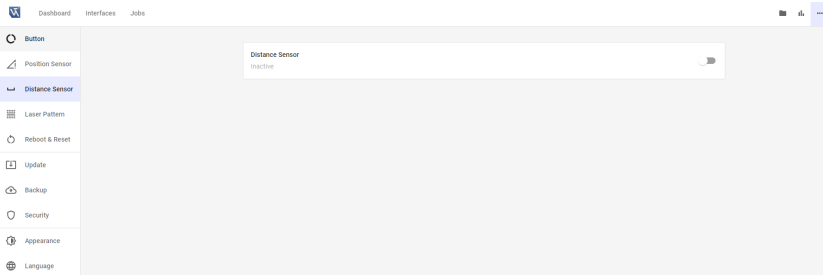 Dashboard Interfaces Jobs
Button
Position Sensor
Distance Sensor
Laser Pattern
Reboot & Reset
Update
Backup
Security
Appearance
Language
Distance Sensor
Inactive